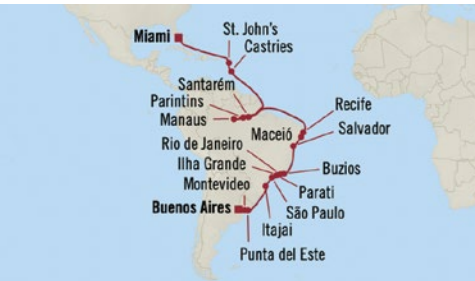 Miami
St. John's
Castries
Santarém
Parintins
Manaus
Recife
Maceió
Salvador
Rio de Janeiro
Ilha Grande
Buzios
Montevideo
Parati
São Paulo
Buenos Aires
Itajai
Punta del Este